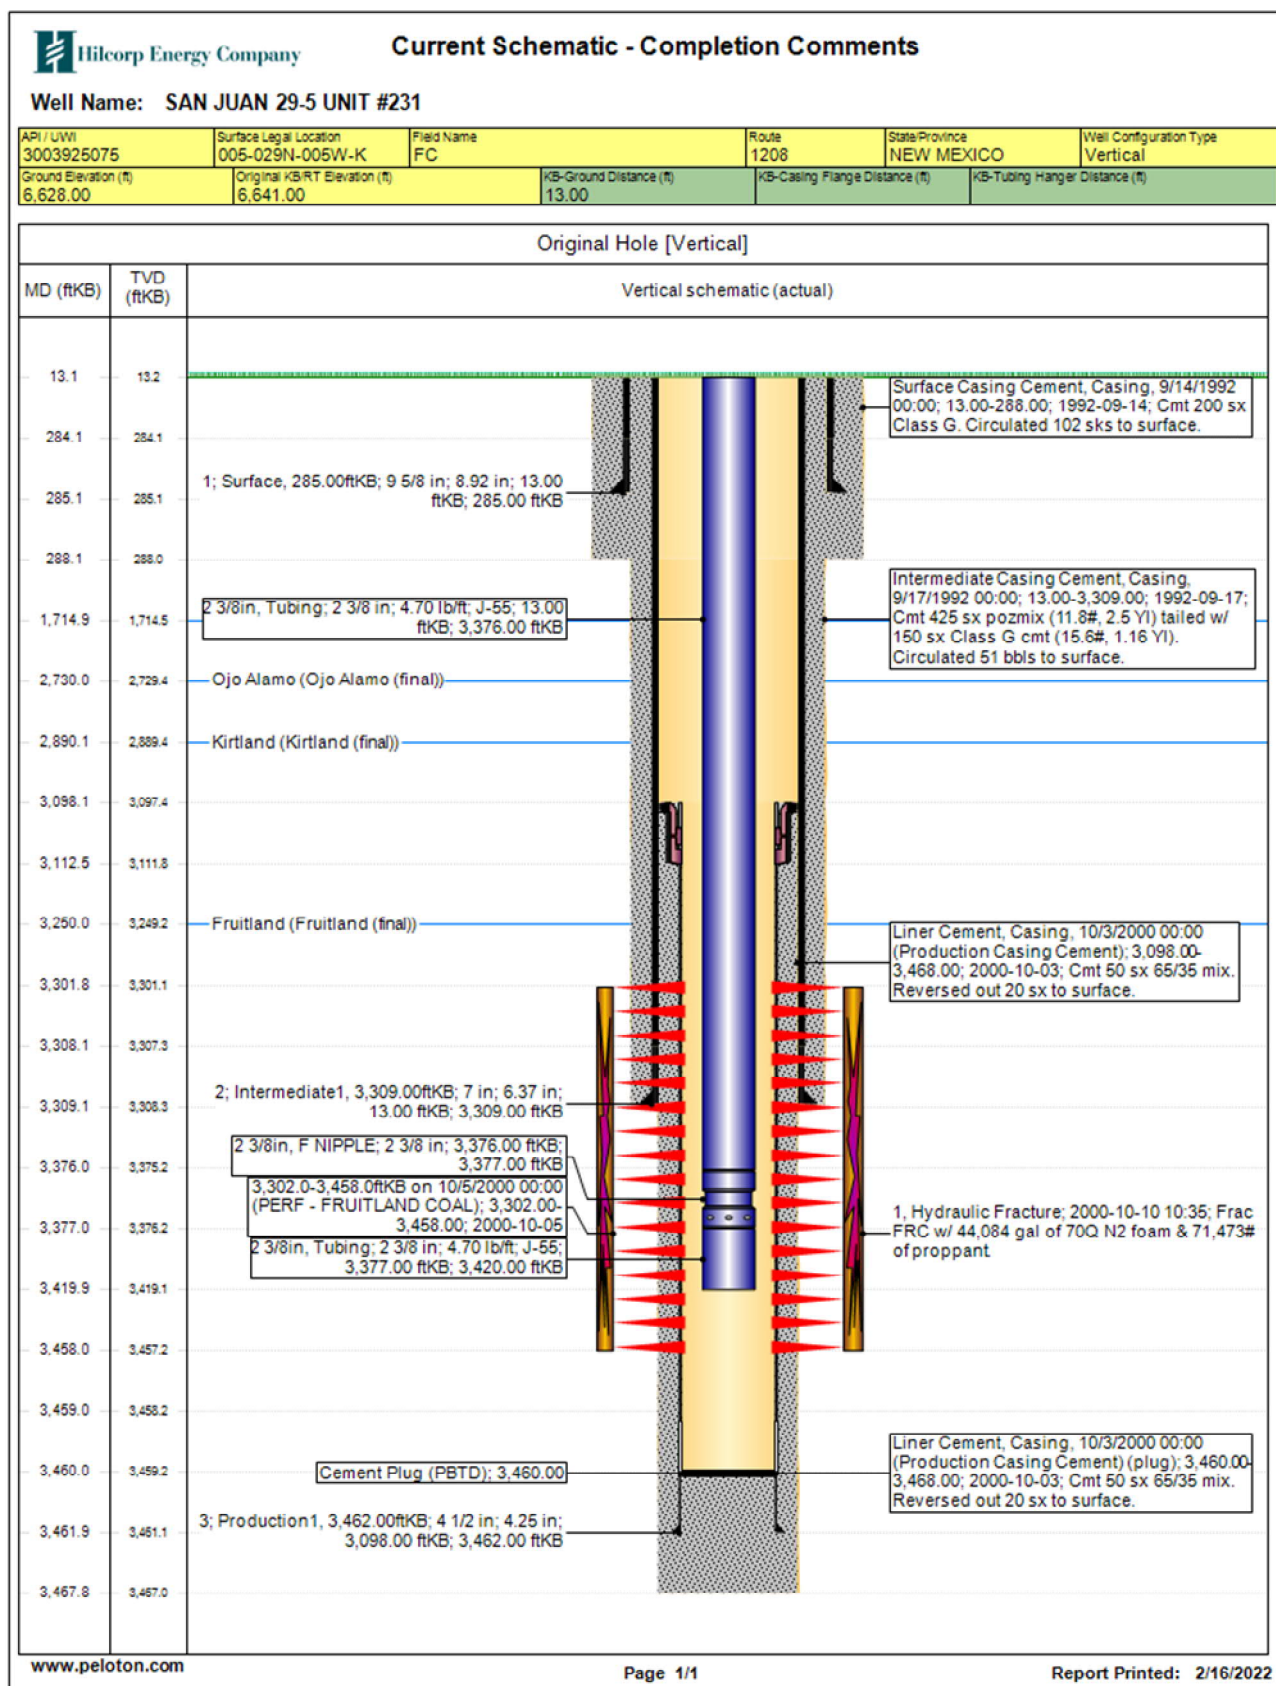 Hilcorp Energy Company
Current Schematic - Completion Comments
Well Name: SAN JUAN 29-5 UNIT #231
API / UWI
3003925075
Surface Legal Location
005-029N-005W-K
Field Name
FC
Route
1208
State/Province
NEW MEXICO
Well Configuration Type
Vertical
Ground Elevation (ft)
6,628.00
Original KB/RT Elevation (ft)
6,641.00
KB-Ground Distance (ft)
13.00
KB-Casing Flange Distance (ft)
KB-Tubing Hanger Distance (ft)
Original Hole [Vertical]
MD (ftKB)
TVD
(ftKB)
Vertical schematic (actual)
13.1 13.2
Surface Casing Cement, Casing, 9/14/1992
00:00; 13.00-288.00; 1992-09-14; Cmt 200 sx
Class G. Circulated 102 sks to surface.
284.1 284.1
1; Surface, 285.00ftKB; 9 5/8 in; 8.92 in; 13.00
ftKB; 285.00 ftKB
285.1 285.1
288.1 288.0
Intermediate Casing Cement, Casing,
9/17/1992 00:00; 13.00-3,309.00; 1992-09-17;
Cmt 425 sx pozmix (11.8#, 2.5 Yl) tailed w/
150 sx Class G cmt (15.6#, 1.16 Yl).
Circulated 51 bbls to surface.
2 3/8in, Tubing; 2 3/8 in; 4.70 lb/ft; J-55; 13.00
ftKB; 3,376.00 ftKB
1,714.9 1,714.5
2,730.0 2,729.4 Ojo Alamo (Ojo Alamo (final))
2,890.1 2,889.4 Kirtland (Kirtland (final))
3,098.1 3,097.4
3,112.5 3,111.8
3,250.0 3,249.2 Fruitland (Fruitland (final))
Liner Cement, Casing, 10/3/2000 00:00
(Production Casing Cement); 3,098.00-
3,468.00; 2000-10-03; Cmt 50 sx 65/35 mix.
Reversed out 20 sx to surface.
3,301.8 3,301.1
3,308.1 3,307.3
2; Intermediate1, 3,309.00ftKB; 7 in; 6.37 in;
13.00 ftKB; 3,309.00 ftKB
3,309.1 3,308.3
2 3/8in, F NIPPLE; 2 3/8 in; 3,376.00 ftKB;
3,377.00 ftKB
3,376.0 3,375.2
3,302.0-3,458.0ftKB on 10/5/2000 00:00
(PERF - FRUITLAND COAL); 3,302.00-
3,458.00; 2000-10-05
1, Hydraulic Fracture; 2000-10-10 10:35; Frac
FRC w/ 44,084 gal of 70Q N2 foam & 71,473#
of proppant.
3,377.0 3,376.2
2 3/8in, Tubing; 2 3/8 in; 4.70 lb/ft; J-55;
3,377.00 ftKB; 3,420.00 ftKB
3,419.9 3,419.1
3,458.0 3,457.2
3,459.0 3,458.2
Liner Cement, Casing, 10/3/2000 00:00
(Production Casing Cement) (plug); 3,460.00-
3,468.00; 2000-10-03; Cmt 50 sx 65/35 mix.
Reversed out 20 sx to surface.
3,460.0 3,459.2 Cement Plug (PBTD); 3,460.00
3; Production1, 3,462.00ftKB; 4 1/2 in; 4.25 in;
3,098.00 ftKB; 3,462.00 ftKB
3,461.9 3,461.1
3,467.8 3,467.0
www.peloton.com
Page 1/1
Report Printed: 2/16/2022